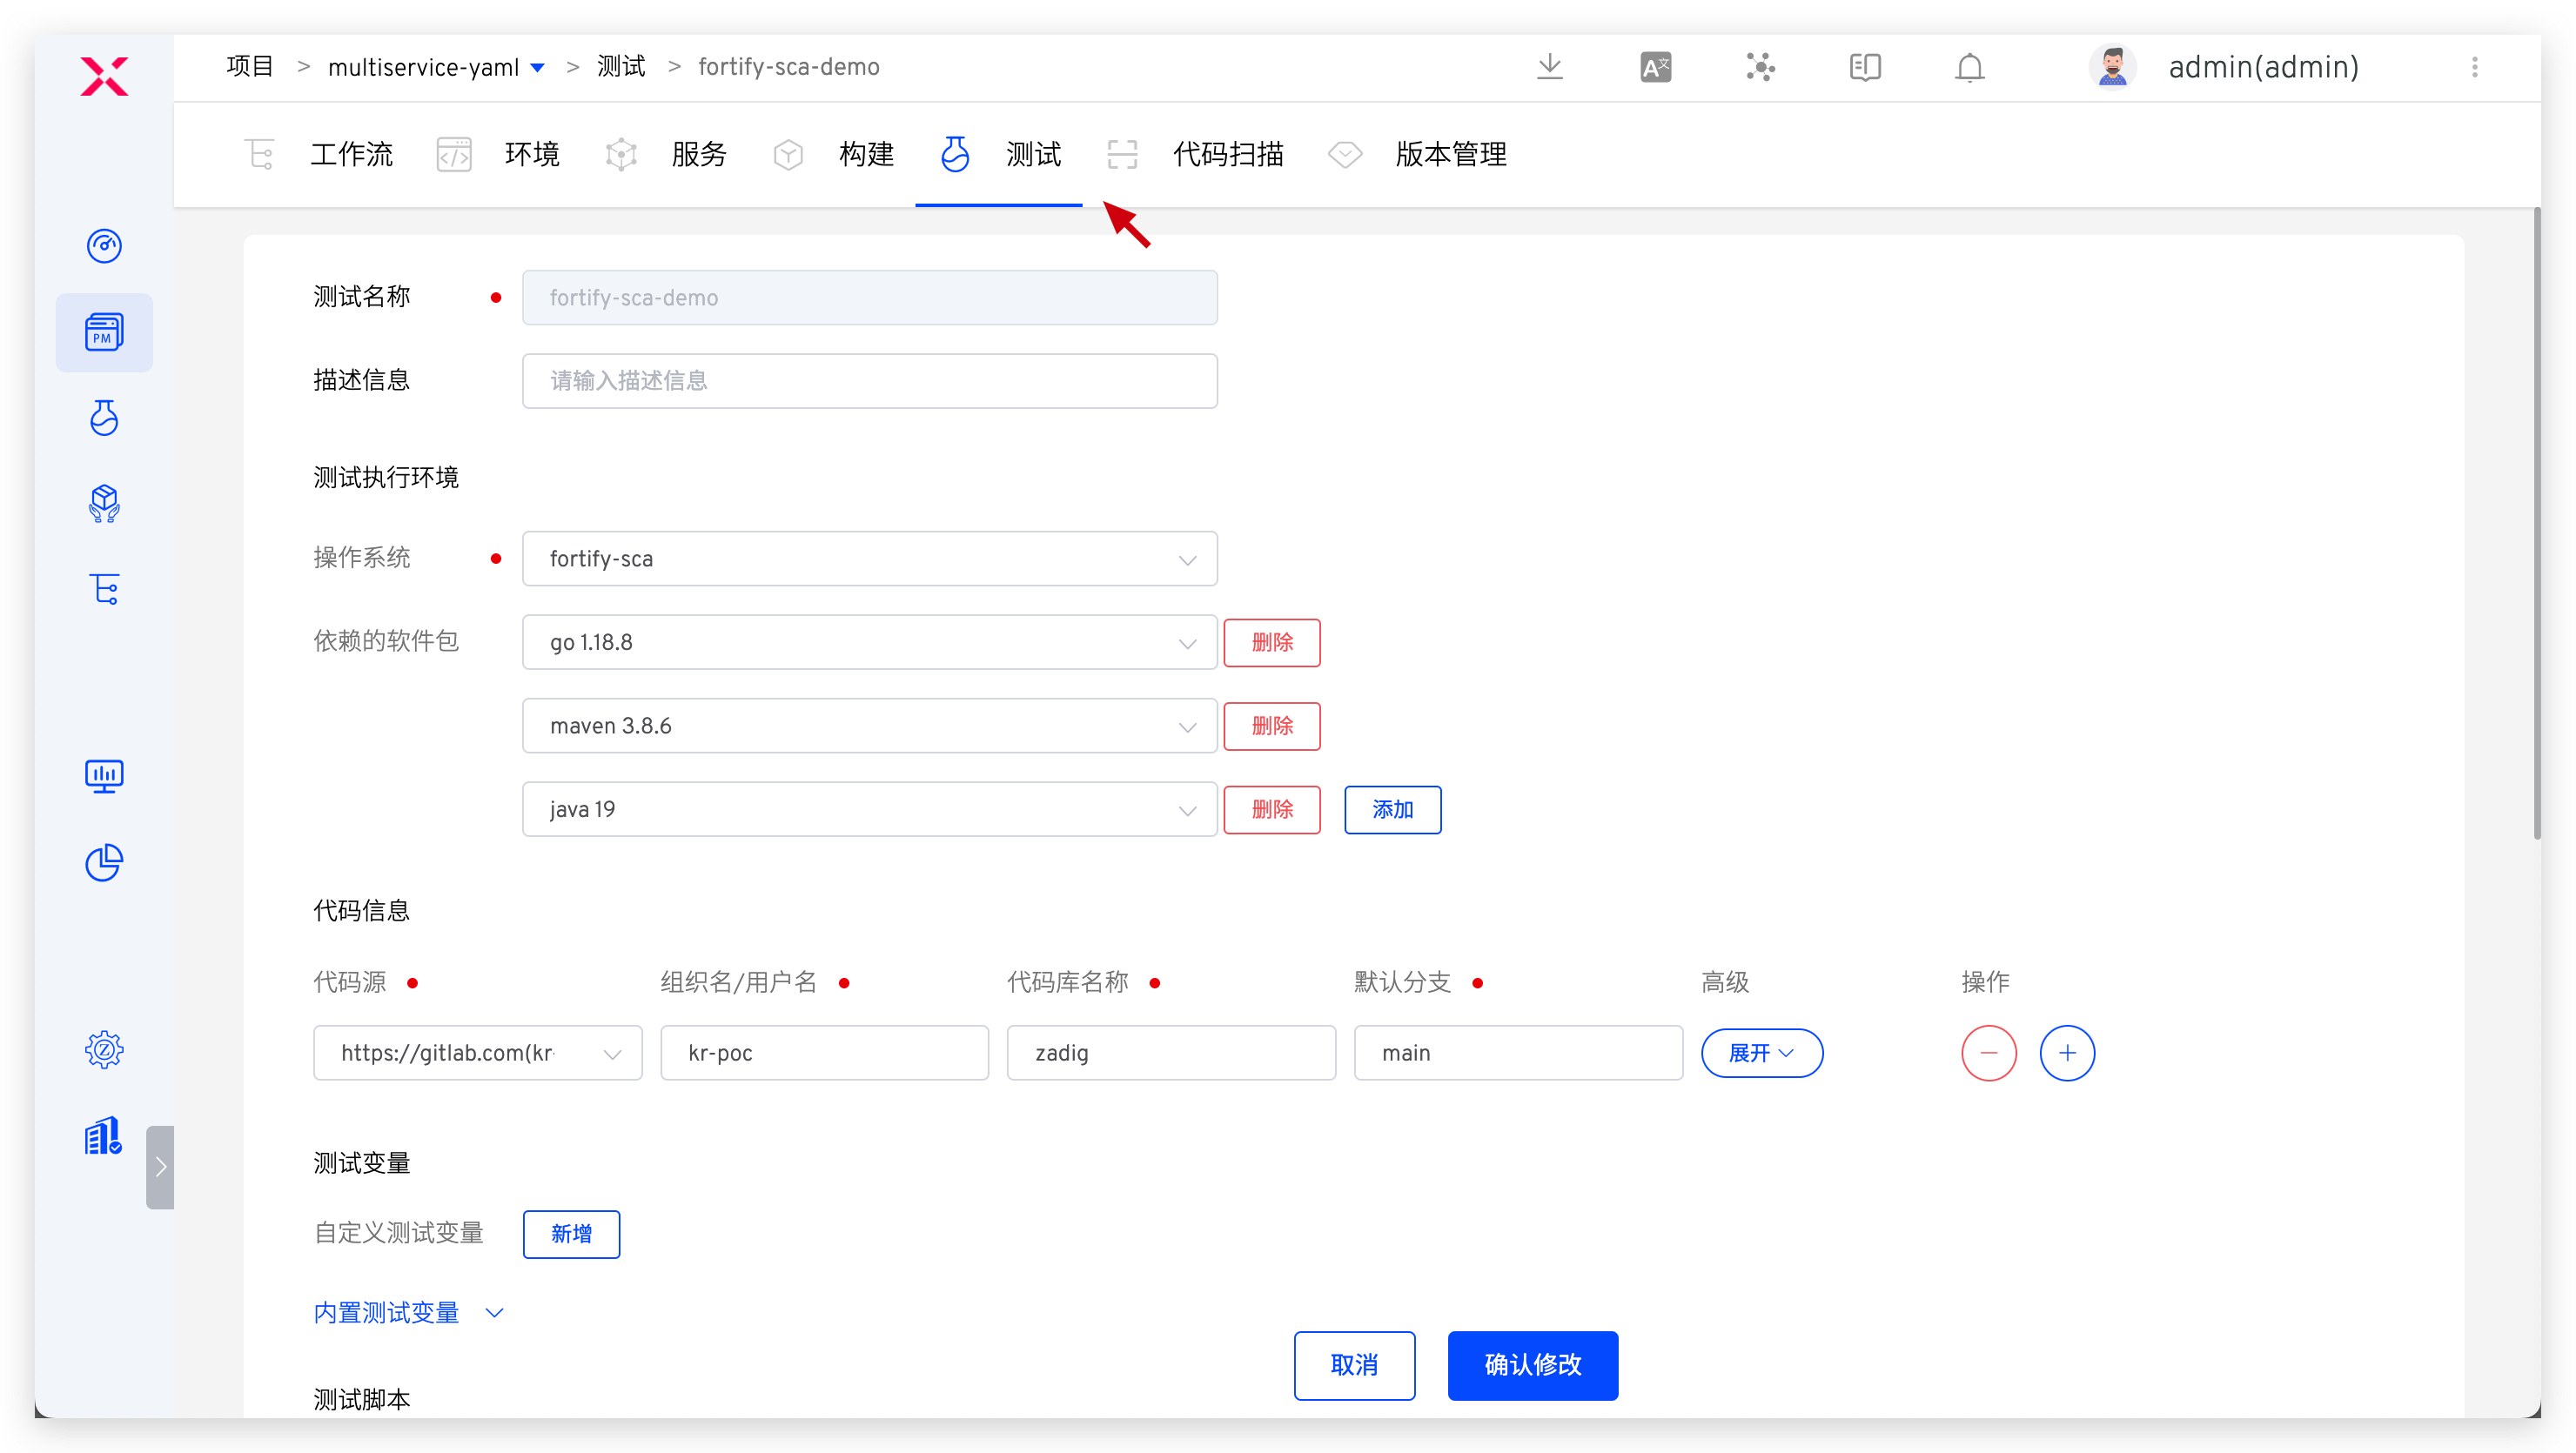 项目 > multiservice-yaml > 测试 > fortify-sca-demo
admin(admin)
工作流 环境 服务 构建 测试 代码扫描 版本管理
PM
测试名称 fortify-sca-demo
描述信息 请输入描述信息
测试执行环境
操作系统 fortify-sca
依赖的软件包 go 1.18.8 删除
maven 3.8.6 删除
java 19 删除 添加
代码信息
代码源 组织名/用户名 代码库名称 默认分支 高级 操作
https://gitlab.com(kr- kr-poc zadig main 展开
测试变量
自定义测试变量 新增
内置测试变量
取消 确认修改
测试脚本